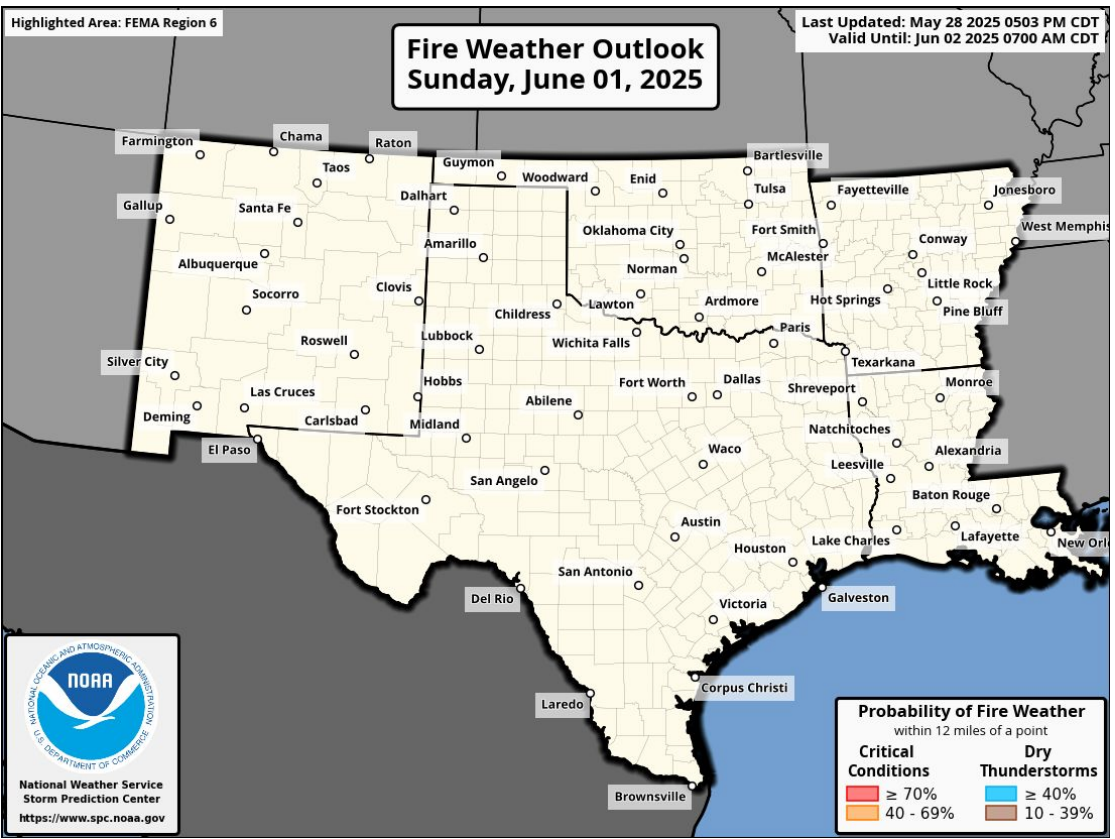 Highlighted Area: FEMA Region 6
Fire Weather Outlook
Sunday, June 01, 2025
Last Updated: May 28 2025 0503 PM CDT
Valid Until: Jun 02 2025 0700 AM CDT
Farmington
Chama
Raton
Guymon
Bartlesville
Taos
Woodward
Enid
Tulsa
Fayetteville
Jonesboro
Gallup
Santa Fe
Dalhart
Oklahoma City
Fort Smith
West Memphis
Albuquerque
Amarillo
Norman
McAlester
Conway
Socorro
Clovis
Childress
Lawton
Ardmore
Hot Springs
Little Rock
Pine Bluff
Roswell
Lubbock
Wichita Falls
Paris
Texarkana
Silver City
Las Cruces
Hobbs
Fort Worth
Dallas
Shreveport
Monroe
Deming
Carlsbad
Midland
Abilene
Natchitoches
El Paso
San Angelo
Waco
Leesville
Alexandria
Fort Stockton
Austin
Baton Rouge
Houston
Lake Charles
Lafayette
New Orl
Del Rio
San Antonio
Victoria
Galveston
Laredo
Corpus Christi
Brownsville
NATIONAL OCEANIC AND ATMOSPHERIC ADMINISTRATION
NOAA
U.S. DEPARTMENT OF COMMERCE
National Weather Service
Storm Prediction Center
https://www.spc.noaa.gov
Probability of Fire Weather
within 12 miles of a point
Critical Conditions
≥ 70%
40 - 69%
Dry Thunderstorms
≥ 40%
10 - 39%